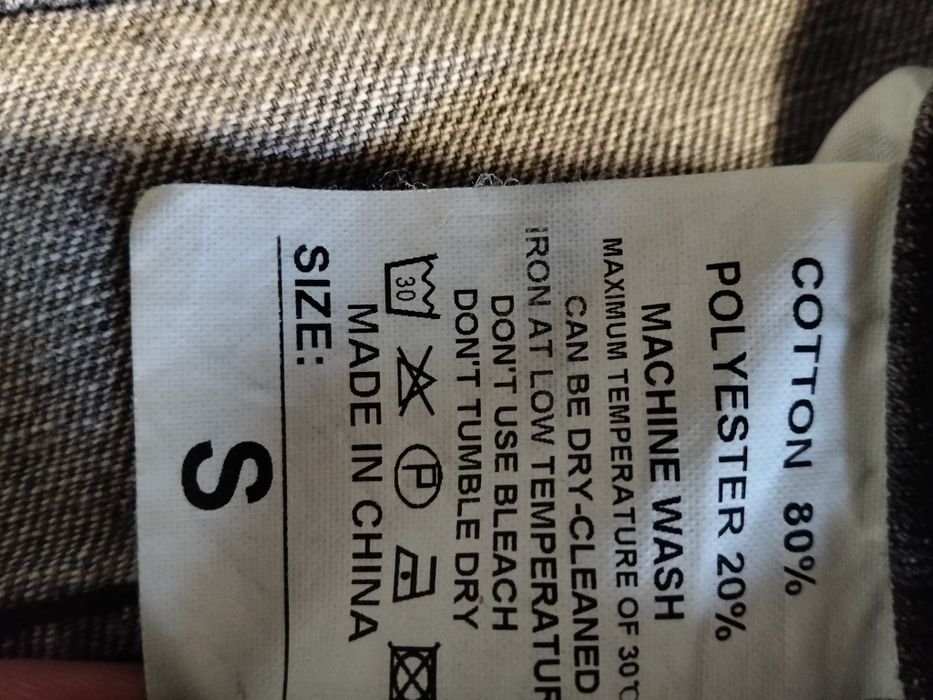 COTTON 80%
POLYESTER 20%
MACHINE WASH
MAXIMUM TEMPERATURE OF 30℃
CAN BE DRY-CLEANED
IRON AT LOW
DON'T USE BLEACH
DON'T TUMBLE DRY
30 P
MADE IN CHINA
SIZE:
S